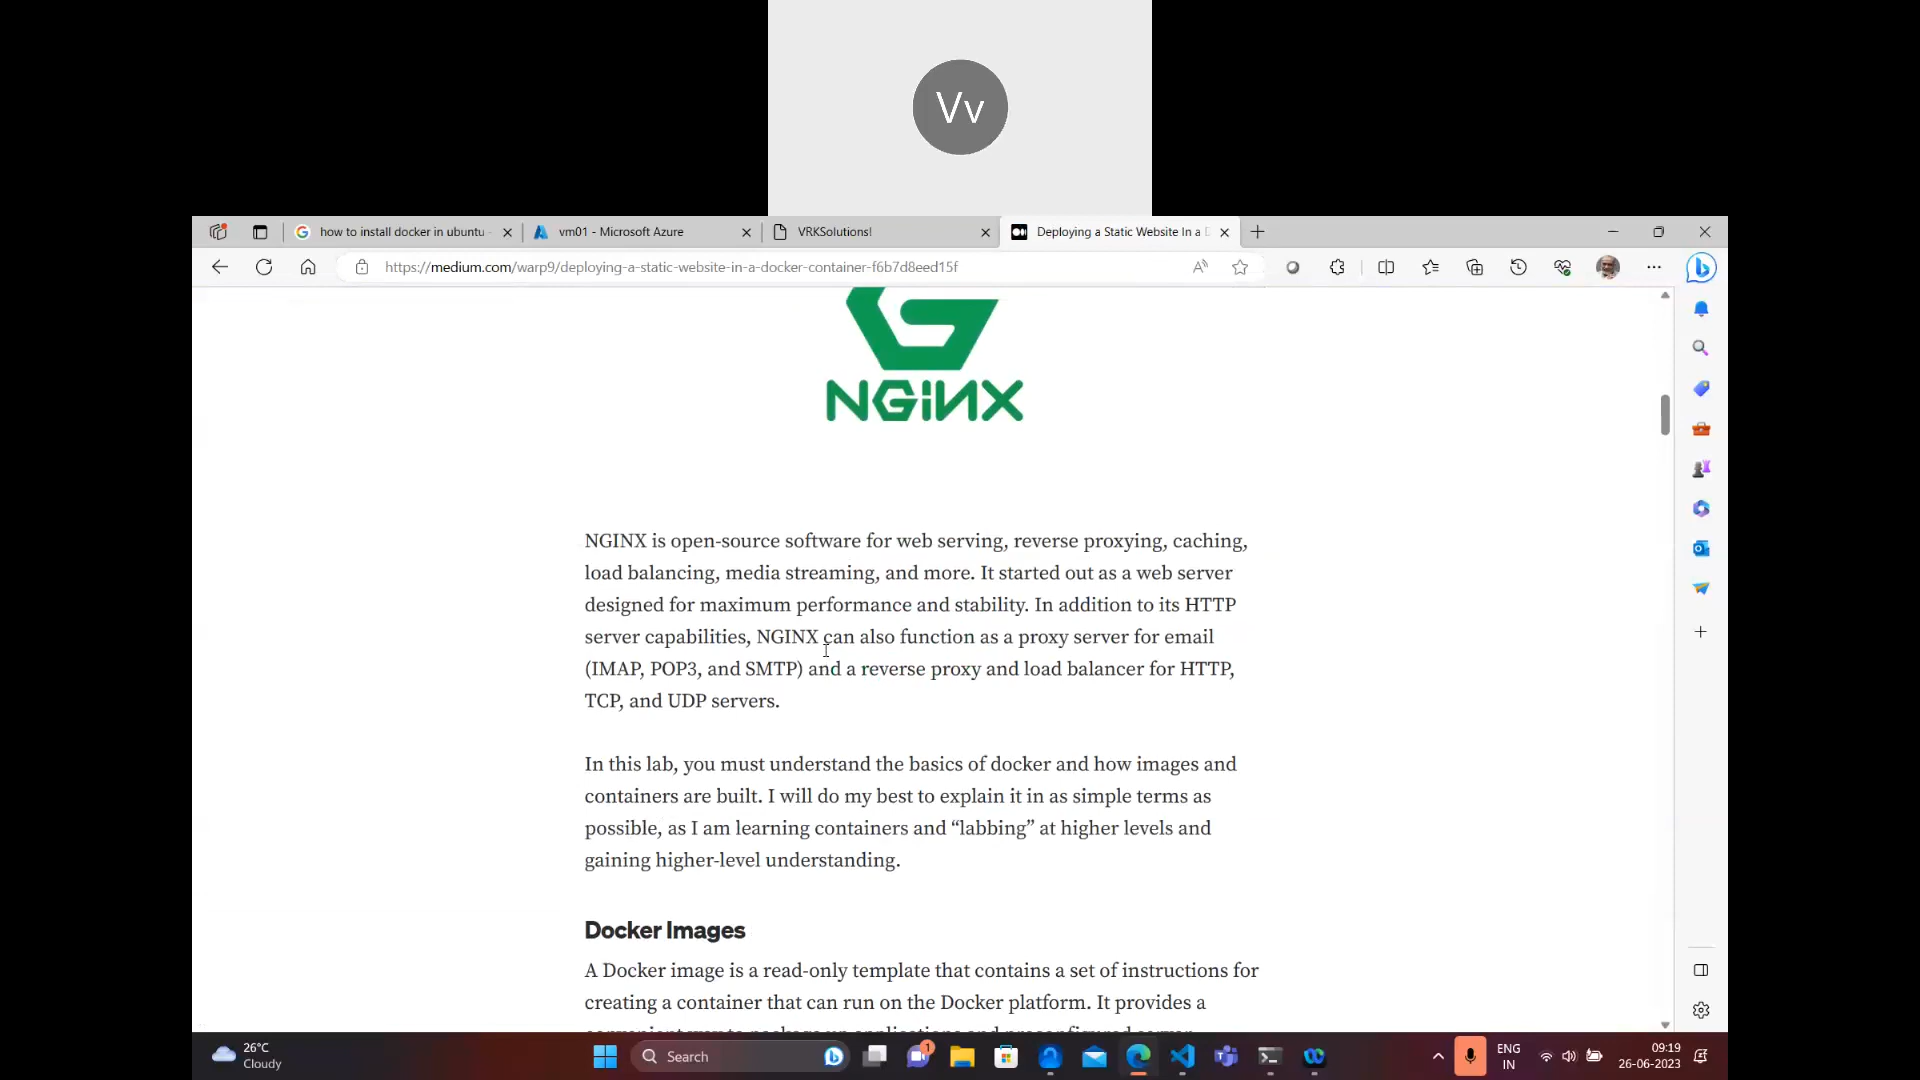 Vv
how to install docker in ubuntu -
vm01 - Microsoft Azure
VRKSolutions!
Deploying a Static Website In a D
https://medium.com/warp9/deploying-a-static-website-in-a-docker-container-f6b7d8eed15f
NGINX
NGINX is open-source software for web serving, reverse proxying, caching,
load balancing, media streaming, and more. It started out as a web server
designed for maximum performance and stability. In addition to its HTTP
server capabilities, NGINX can also function as a proxy server for email
(IMAP, POP3, and SMTP) and a reverse proxy and load balancer for HTTP,
TCP, and UDP servers.
In this lab, you must understand the basics of docker and how images and
containers are built. I will do my best to explain it in as simple terms as
possible, as I am learning containers and “labbing” at higher levels and
gaining higher-level understanding.
Docker Images
A Docker image is a read-only template that contains a set of instructions for
creating a container that can run on the Docker platform. It provides a
26°C
Cloudy
Search
1
ENG
IN
09:19
26-06-2023